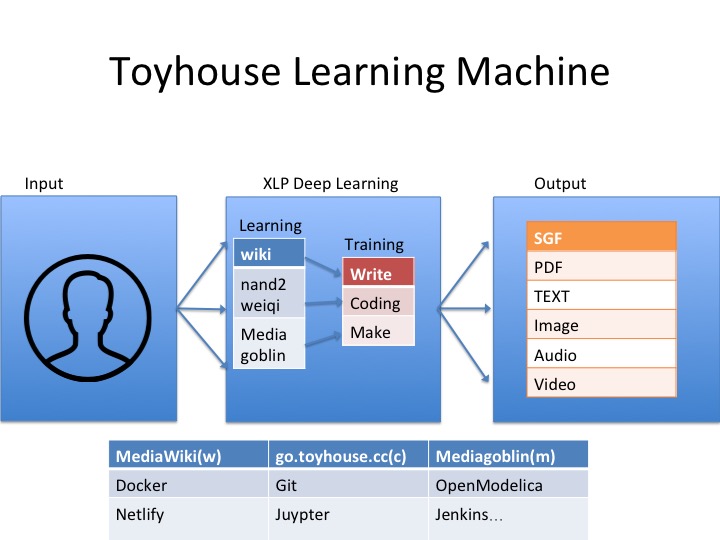 Toyhouse Learning Machine
Input
XLP Deep Learning
Output
Learning
wiki
nand2
weiqi
Media
goblin
Training
Write
Coding
Make
SGF
PDF
TEXT
Image
Audio
Video
MediaWiki(w) go.toyhouse.cc(c) Mediagoblin(m)
Docker Git OpenModelica
Netlify Juypter Jenkins...